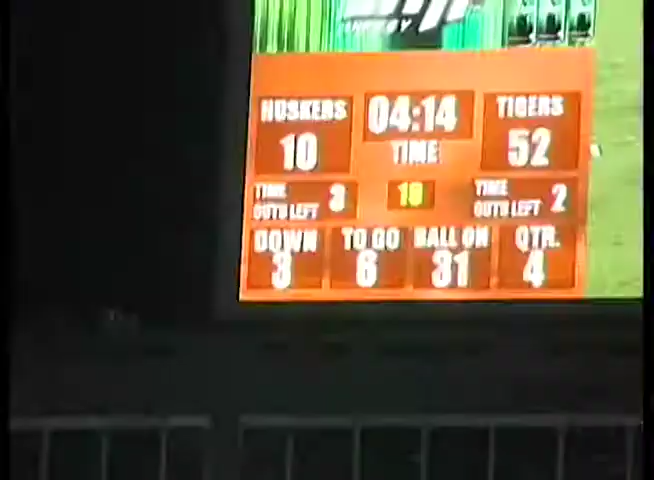 HUSKERS 04:14 TIGERS
10 TIME 52
TIME OUTS LEFT 3 18 TIME OUTS LEFT 2
DOWN TO GO BALL ON QTR.
3 6 31 4